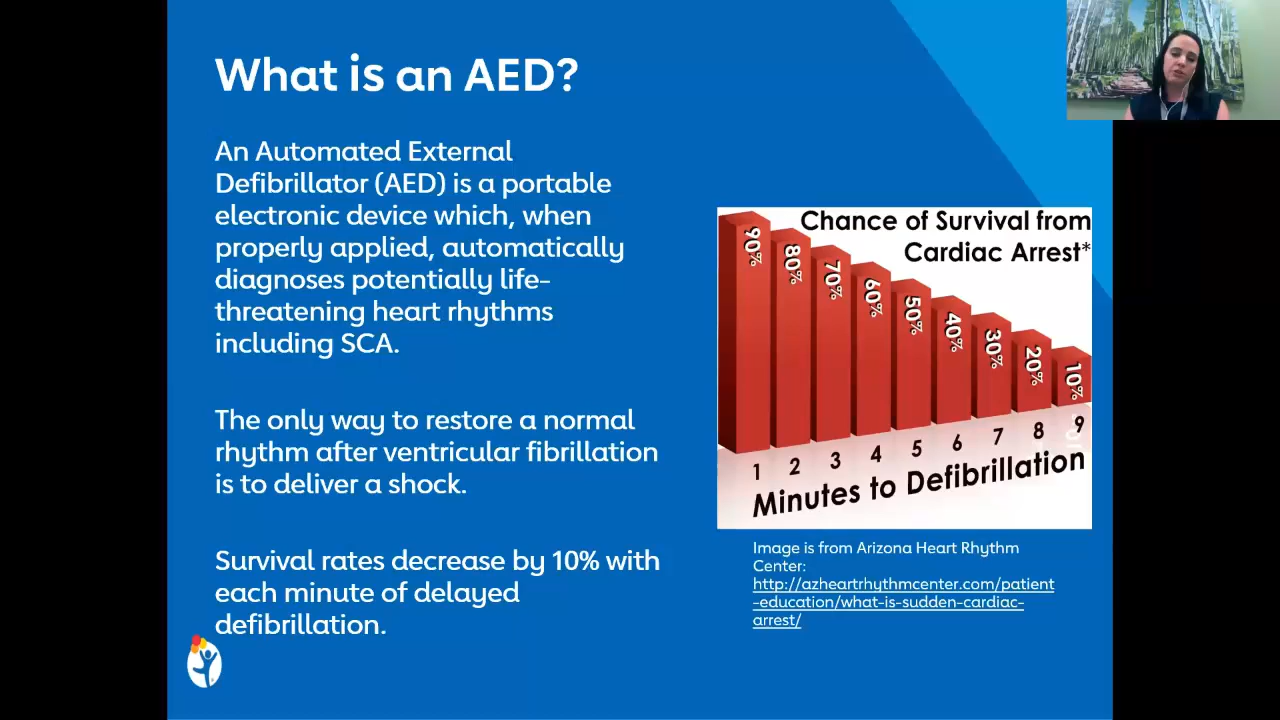 What is an AED?
An Automated External
Defibrillator (AED) is a portable
electronic device which, when
properly applied, automatically
diagnoses potentially life-
threatening heart rhythms
including SCA.
The only way to restore a normal
rhythm after ventricular fibrillation
is to deliver a shock.
Survival rates decrease by 10% with
each minute of delayed
defibrillation.
Chance of Survival from
Cardiac Arrest*
90%
80%
70%
60%
50%
40%
30%
20%
10%
1 2 3 4 5 6 7 8 9
Minutes to Defibrillation
Image is from Arizona Heart Rhythm
Center:
http://azheartrhythmcenter.com/patient
-education/what-is-sudden-cardiac-
arrest/